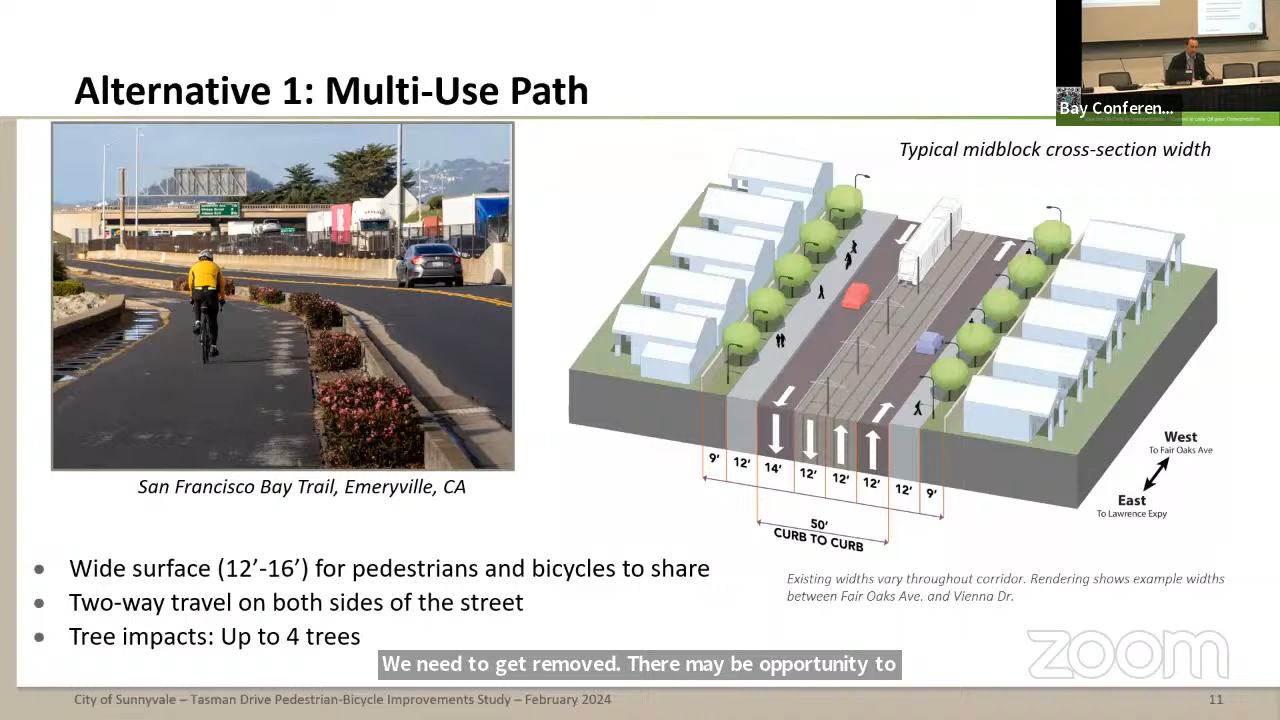 Alternative 1: Multi-Use Path
Bay Conferen...
Typical midblock cross-section width
9’
12’
14’
12’
12’
12’
12’
9’
50’
CURB TO CURB
West
To Fair Oaks Ave
East
To Lawrence Expy
San Francisco Bay Trail, Emeryville, CA
Existing widths vary throughout corridor. Rendering shows example widths
between Fair Oaks Ave. and Vienna Dr.
• Wide surface (12’-16’) for pedestrians and bicycles to share
• Two-way travel on both sides of the street
• Tree impacts: Up to 4 trees
We need to get removed. There may be opportunity to
zoom
City of Sunnyvale – Tasman Drive Pedestrian-Bicycle Improvements Study – February 2024
11